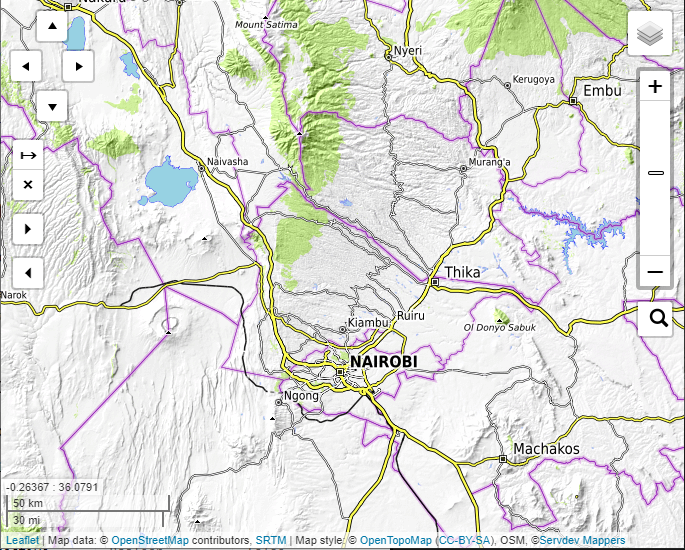 Nakuru
Mount Satima
Nyeri
Kerugoya
Embu
+
Naivasha
Murang'a
−
Thika
Narok
Ruiru
Kiambu
Ol Donyo Sabuk
NAIROBI
Ngong
Machakos
-0.26367 : 36.0791
50 km
30 mi
Leaflet | Map data: © OpenStreetMap contributors, SRTM | Map style: © OpenTopoMap (CC-BY-SA), OSM, ©Servdev Mappers